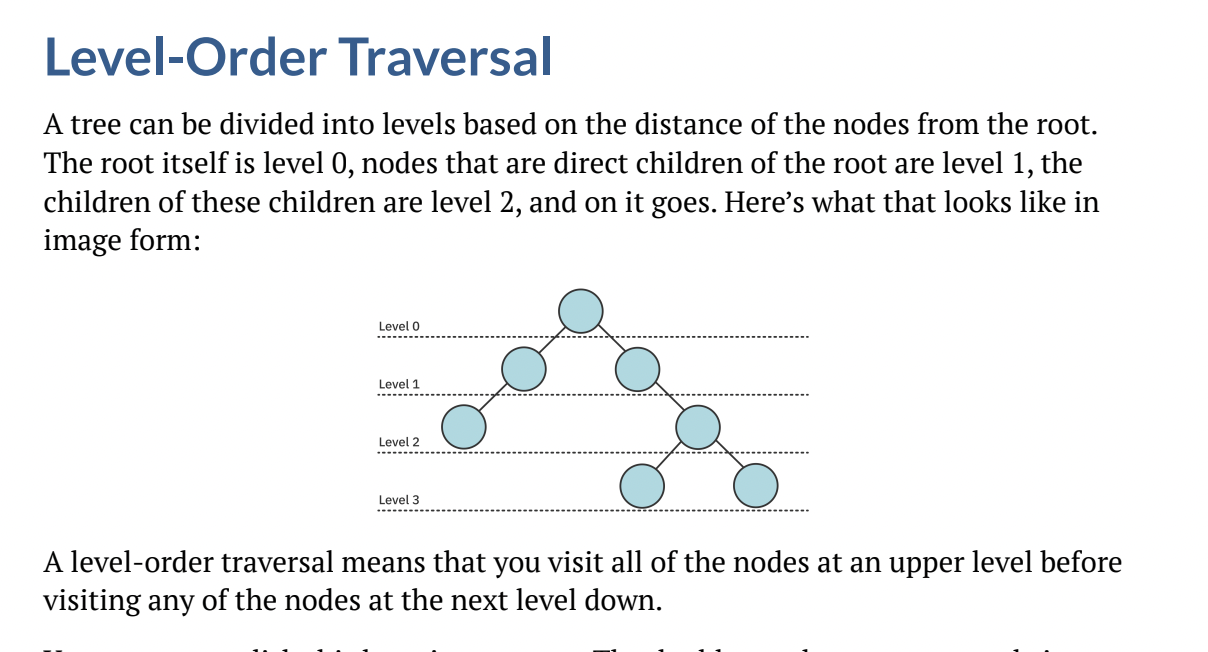 Level-Order Traversal
A tree can be divided into levels based on the distance of the nodes from the root.
The root itself is level 0, nodes that are direct children of the root are level 1, the
children of these children are level 2, and on it goes. Here’s what that looks like in
image form:
Level 0
Level 1
Level 2
Level 3
A level-order traversal means that you visit all of the nodes at an upper level before
visiting any of the nodes at the next level down.